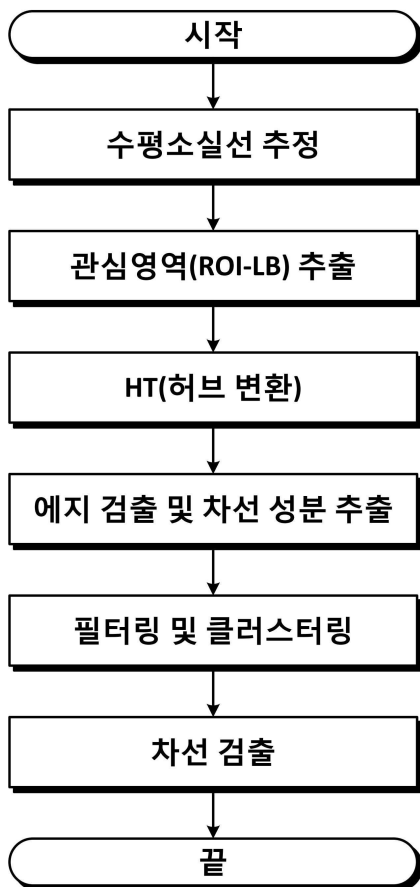 시작
수평소실선 추정
관심영역(ROI-LB) 추출
HT(허브 변환)
에지 검출 및 차선 성분 추출
필터링 및 클러스터링
차선 검출
끝